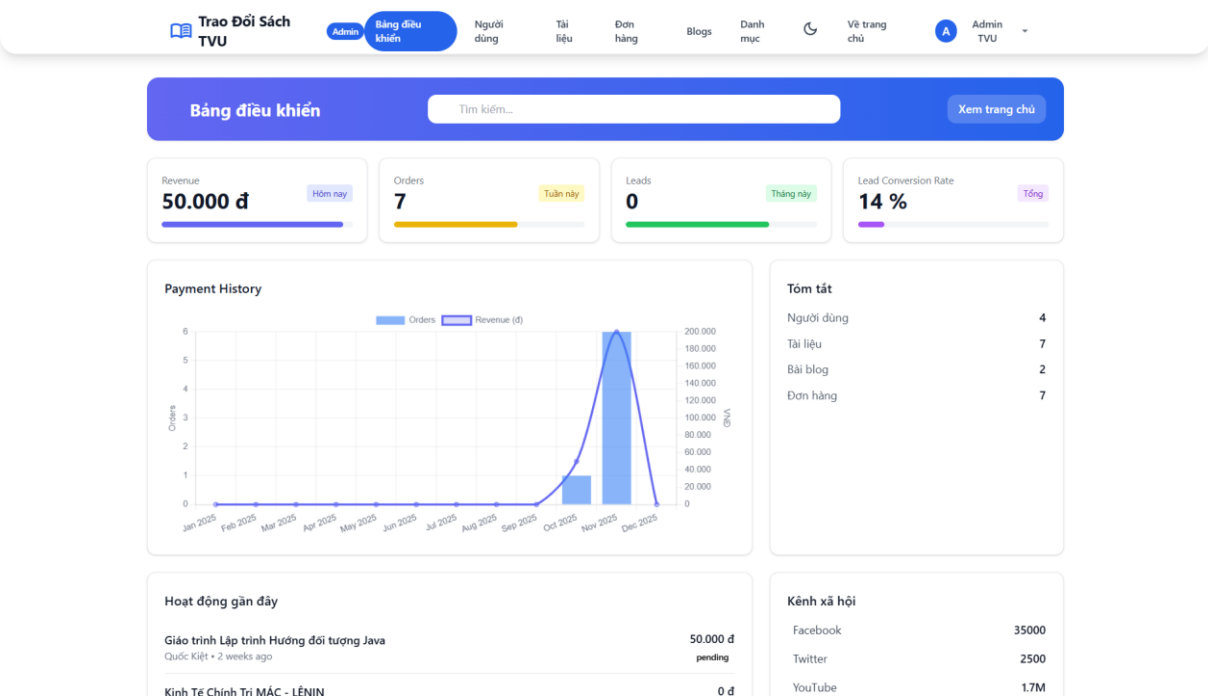 Trao Đổi Sách
TVU
Admin
Bảng điều
khiển
Người
dùng
Tài
liệu
Đơn
hàng
Blogs
Danh
mục
Về trang
chủ
A
Admin
TVU
Bảng điều khiển
Tìm kiếm...
Xem trang chủ
Revenue
50.000 đ
Hôm nay
Orders
7
Tuần này
Leads
0
Tháng này
Lead Conversion Rate
14 %
Tổng
Payment History
Orders
Revenue (đ)
6
5
4
3
2
1
0
Orders
200.000
180.000
160.000
140.000
120.000
100.000
80.000
60.000
40.000
20.000
0
VND
Jan 2025
Feb 2025
Mar 2025
Apr 2025
May 2025
Jun 2025
Jul 2025
Aug 2025
Sep 2025
Oct 2025
Nov 2025
Dec 2025
Tóm tắt
Người dùng 4
Tài liệu 7
Bài blog 2
Đơn hàng 7
Hoạt động gần đây
Giáo trình Lập trình Hướng đối tượng Java 50.000 đ
Quốc Kiệt • 2 weeks ago pending
Kinh Tế Chính Trị MÁC - LÊNIN 0 đ
Kênh xã hội
Facebook 35000
Twitter 2500
YouTube 1.7M